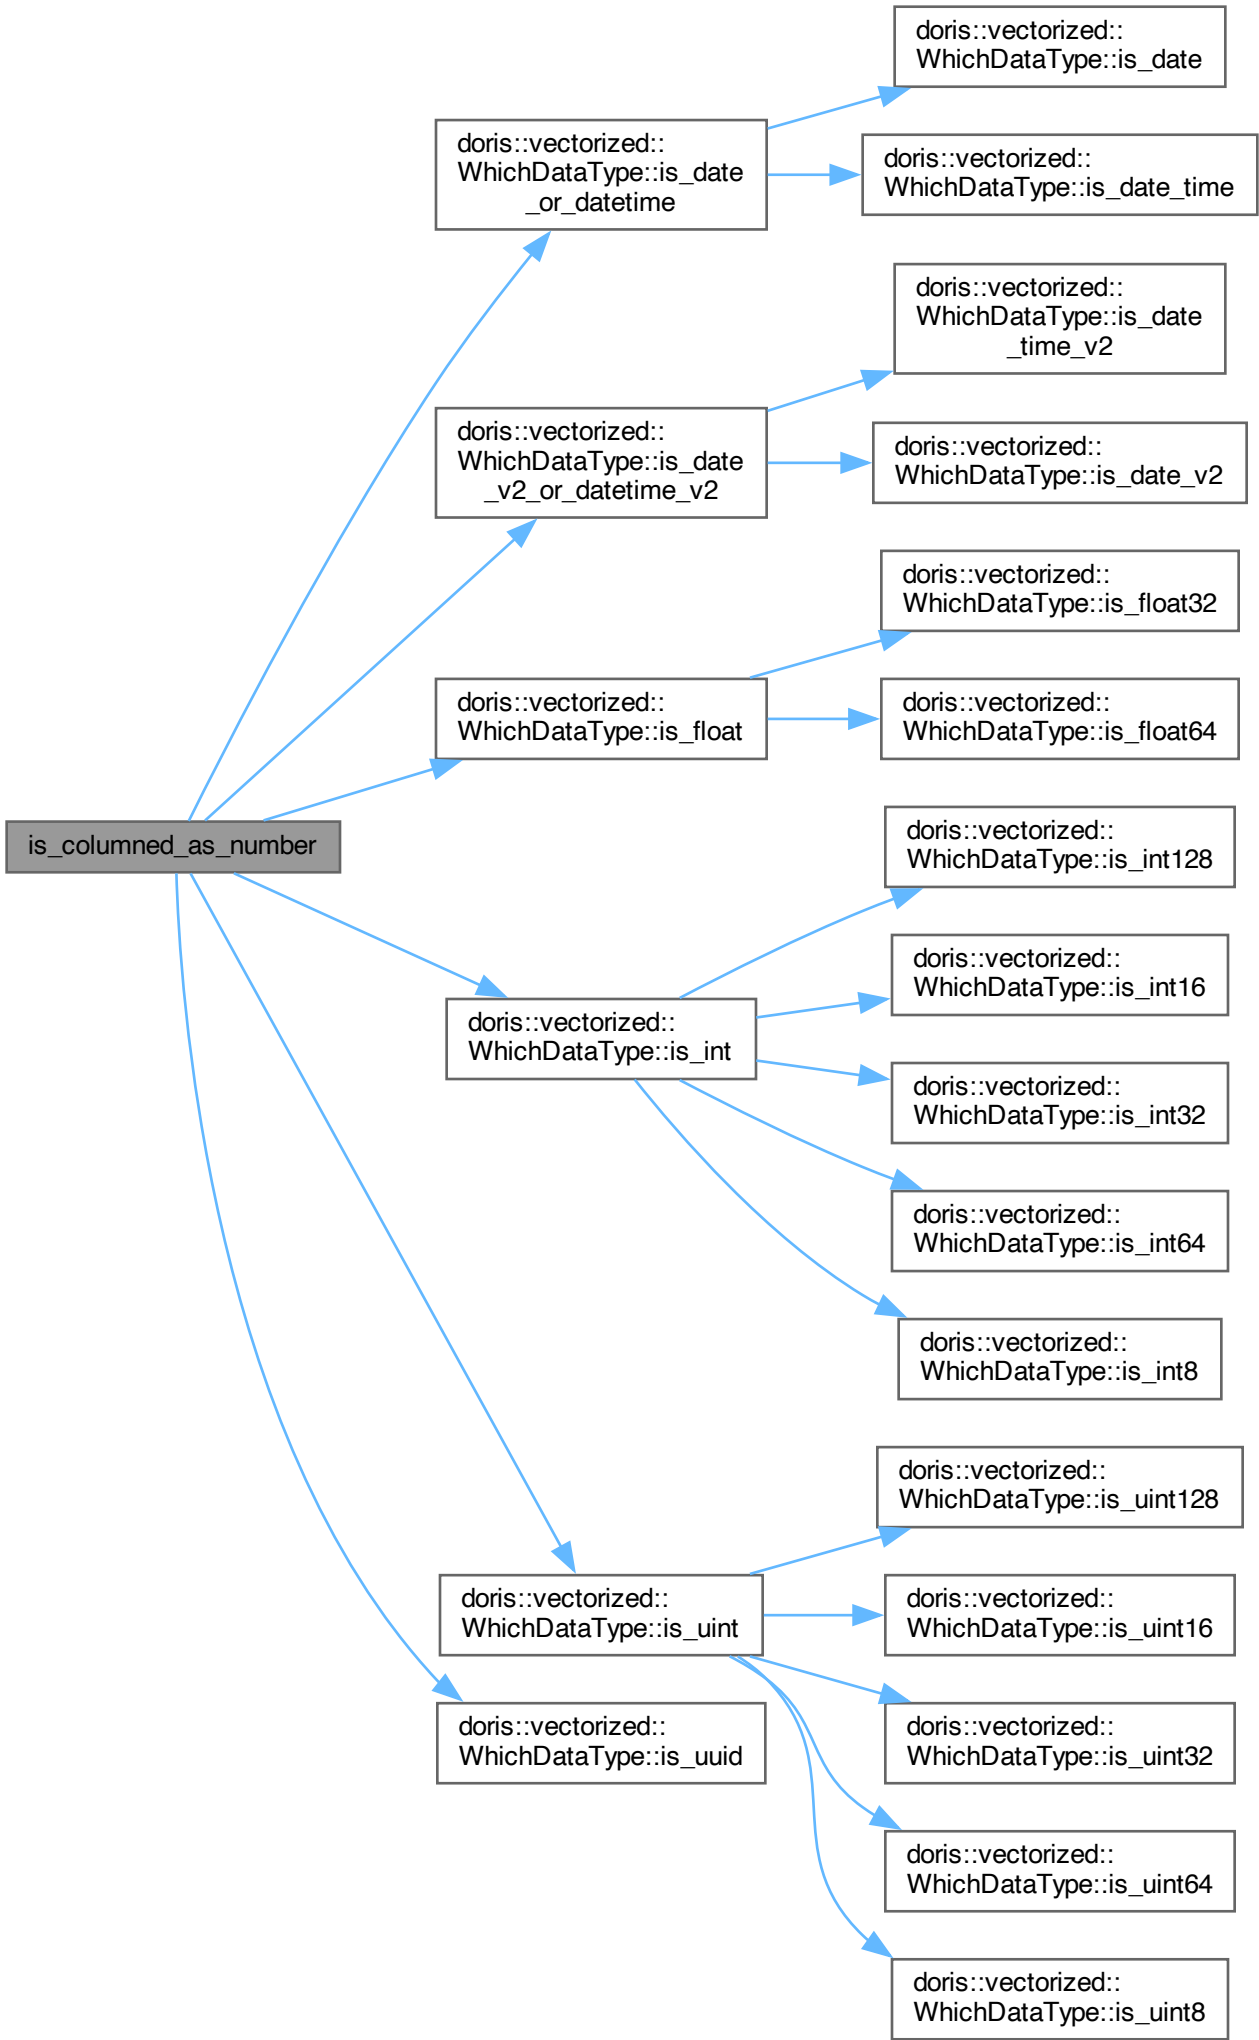 doris::vectorized::
WhichDataType::is_date
doris::vectorized::
WhichDataType::is_date
_or_datetime
doris::vectorized::
WhichDataType::is_date_time
doris::vectorized::
WhichDataType::is_date
_time_v2
doris::vectorized::
WhichDataType::is_date
_v2_or_datetime_v2
doris::vectorized::
WhichDataType::is_date_v2
doris::vectorized::
WhichDataType::is_float32
doris::vectorized::
WhichDataType::is_float
doris::vectorized::
WhichDataType::is_float64
is_columned_as_number
doris::vectorized::
WhichDataType::is_int128
doris::vectorized::
WhichDataType::is_int16
doris::vectorized::
WhichDataType::is_int
doris::vectorized::
WhichDataType::is_int32
doris::vectorized::
WhichDataType::is_int64
doris::vectorized::
WhichDataType::is_int8
doris::vectorized::
WhichDataType::is_uint128
doris::vectorized::
WhichDataType::is_uint
doris::vectorized::
WhichDataType::is_uint16
doris::vectorized::
WhichDataType::is_uuid
doris::vectorized::
WhichDataType::is_uint32
doris::vectorized::
WhichDataType::is_uint64
doris::vectorized::
WhichDataType::is_uint8